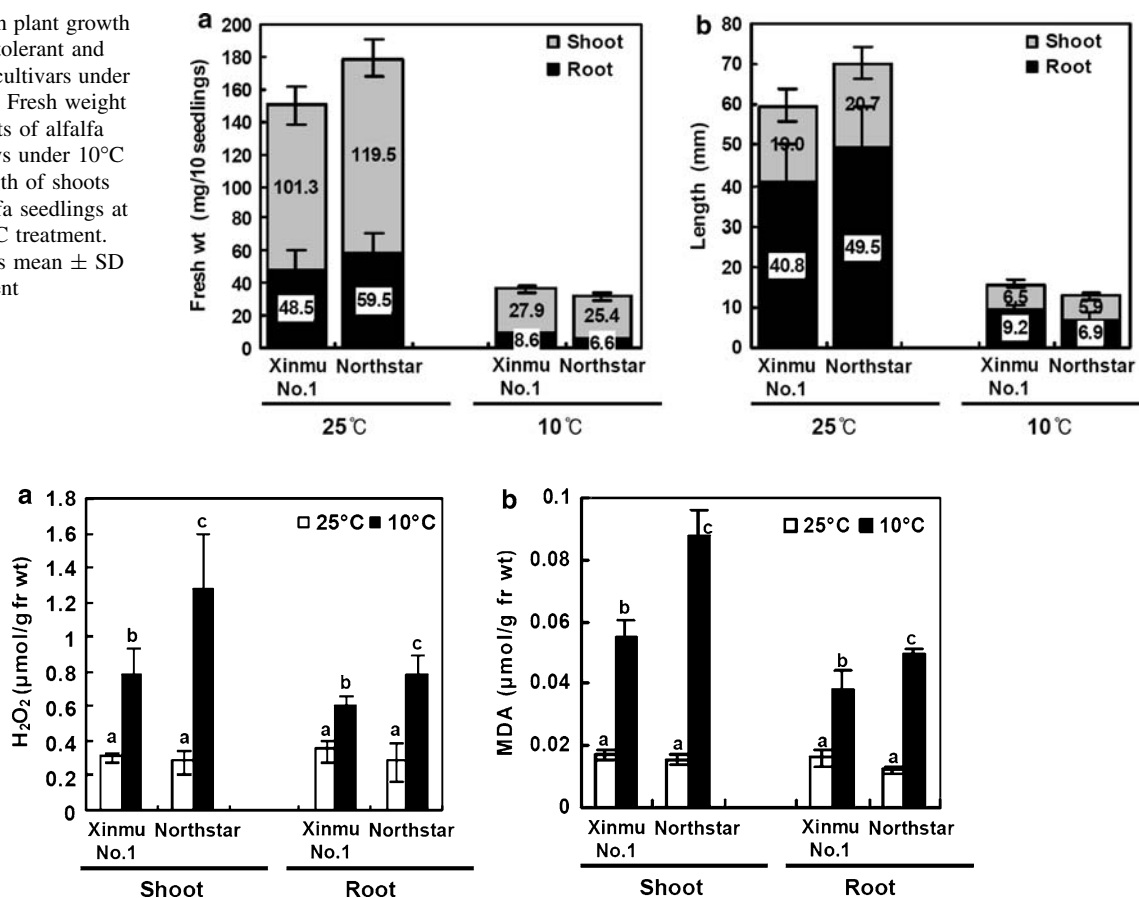 n plant growth
tolerant and
cultivars under
Fresh weight
ts of alfalfa
ys under 10°C
th of shoots
fa seedlings at
C treatment.
s mean ± SD
ent
a
200
180
160
140
120
100
80
60
40
20
0
Fresh wt (mg/10 seedlings)
Shoot
Root
101.3
119.5
48.5
59.5
27.9
25.4
8.6
6.6
Xinmu No.1
Northstar
Xinmu No.1
Northstar
25℃
10℃
b
80
70
60
50
40
30
20
10
0
Length (mm)
Shoot
Root
19.0
20.7
40.8
49.5
6.5
5.9
9.2
6.9
Xinmu No.1
Northstar
Xinmu No.1
Northstar
25℃
10℃
a
1.8
1.6
1.4
1.2
1
0.8
0.6
0.4
0.2
0
H₂O₂ (µmol/g fr wt)
25°C 10°C
a
b
a
c
a
b
a
c
Xinmu No.1
Northstar
Xinmu No.1
Northstar
Shoot
Root
b
0.1
0.08
0.06
0.04
0.02
0
MDA (µmol/g fr wt)
25°C 10°C
a
b
a
c
a
b
a
c
Xinmu No.1
Northstar
Xinmu No.1
Northstar
Shoot
Root